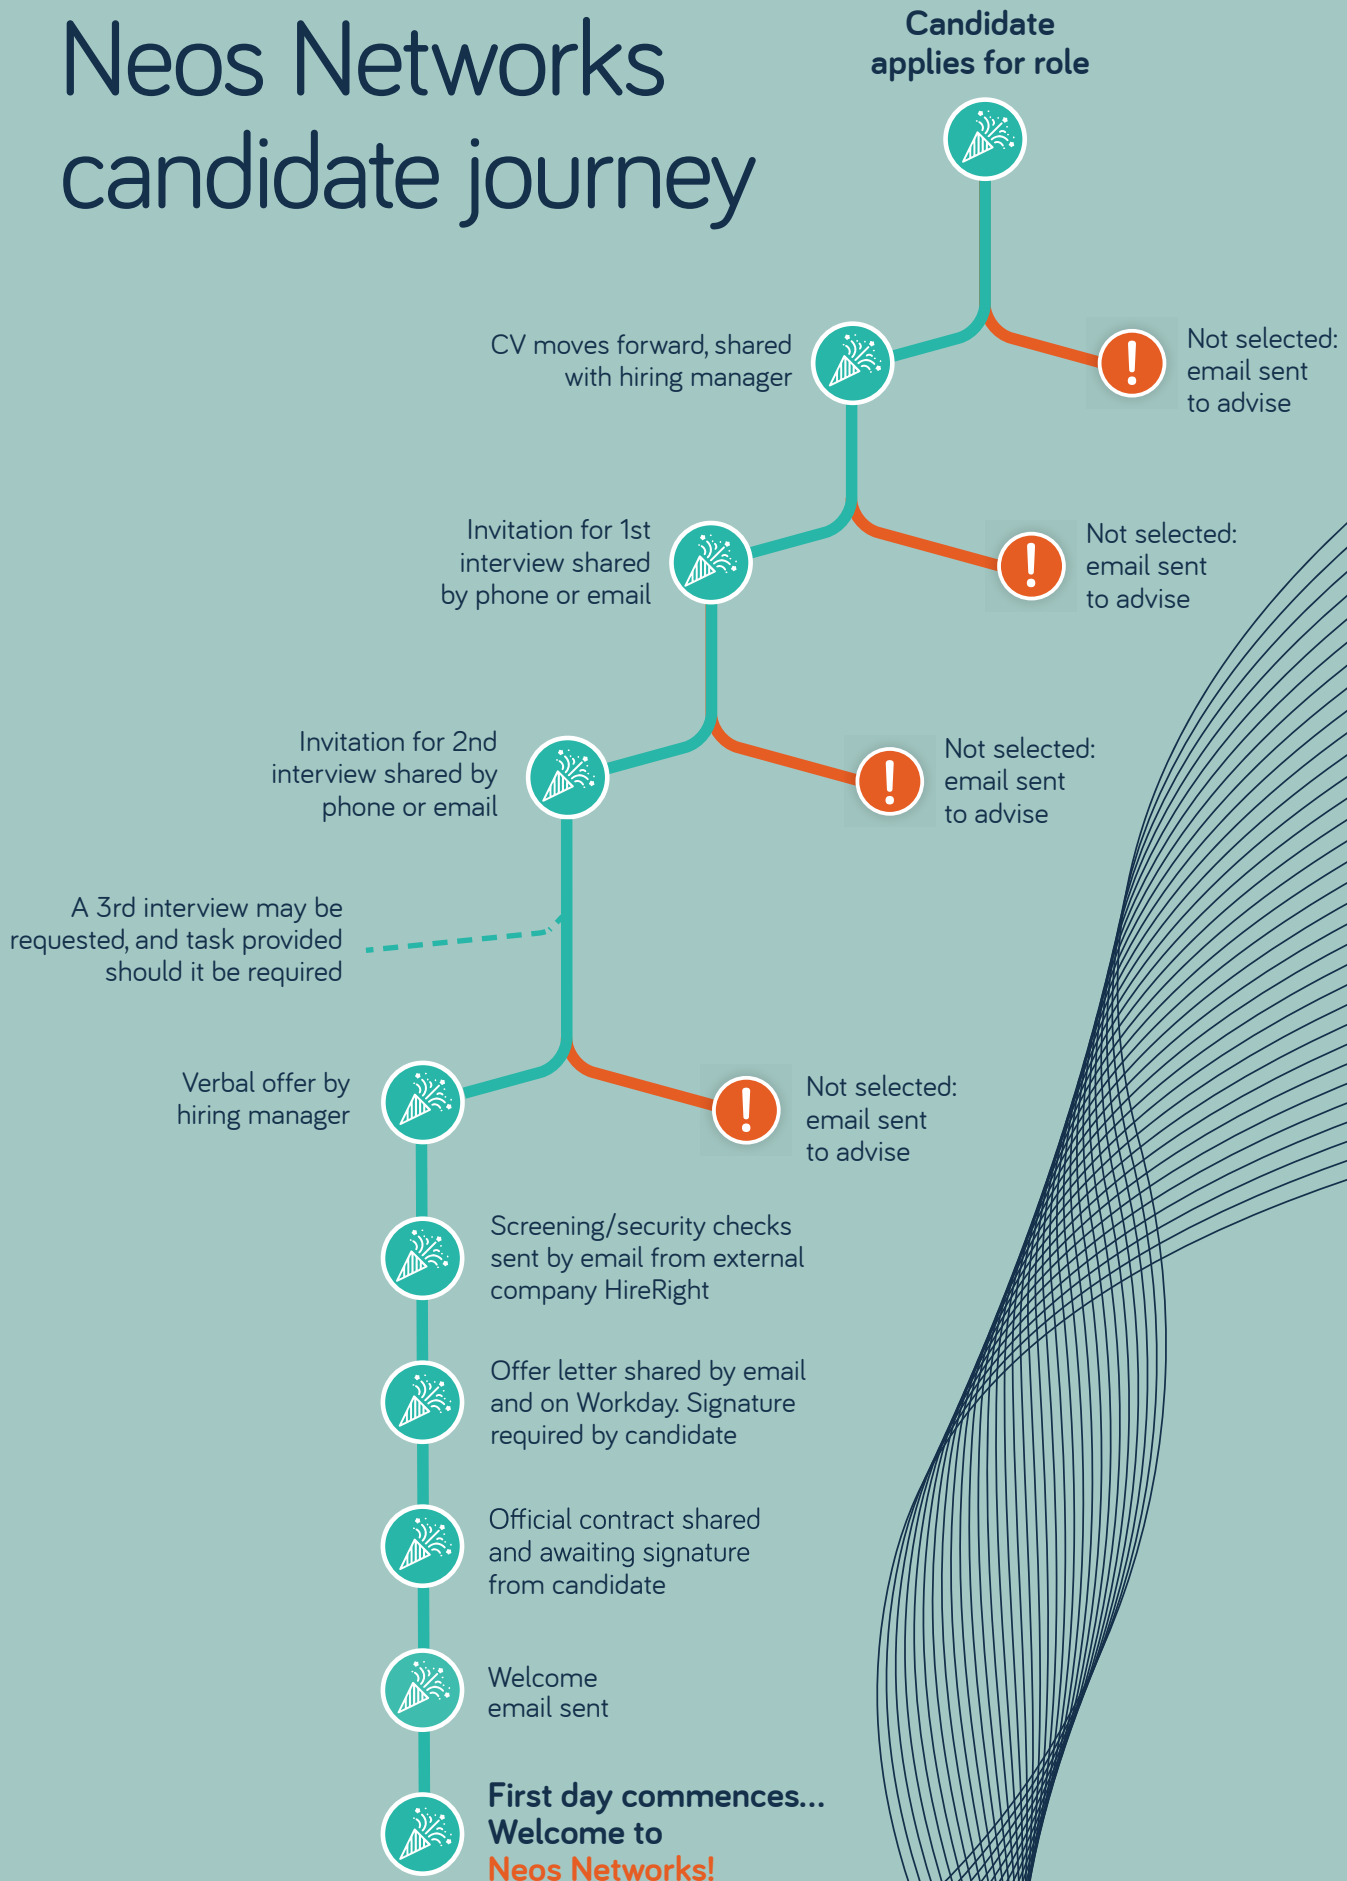 Neos Networks
candidate journey
Candidate
applies for role
CV moves forward, shared
with hiring manager
Not selected:
email sent
to advise
Invitation for 1st
interview shared
by phone or email
Not selected:
email sent
to advise
Invitation for 2nd
interview shared by
phone or email
Not selected:
email sent
to advise
A 3rd interview may be
requested, and task provided
should it be required
Verbal offer by
hiring manager
Not selected:
email sent
to advise
Screening/security checks
sent by email from external
company HireRight
Offer letter shared by email
and on Workday. Signature
required by candidate
Official contract shared
and awaiting signature
from candidate
Welcome
email sent
First day commences...
Welcome to
Neos Networks!